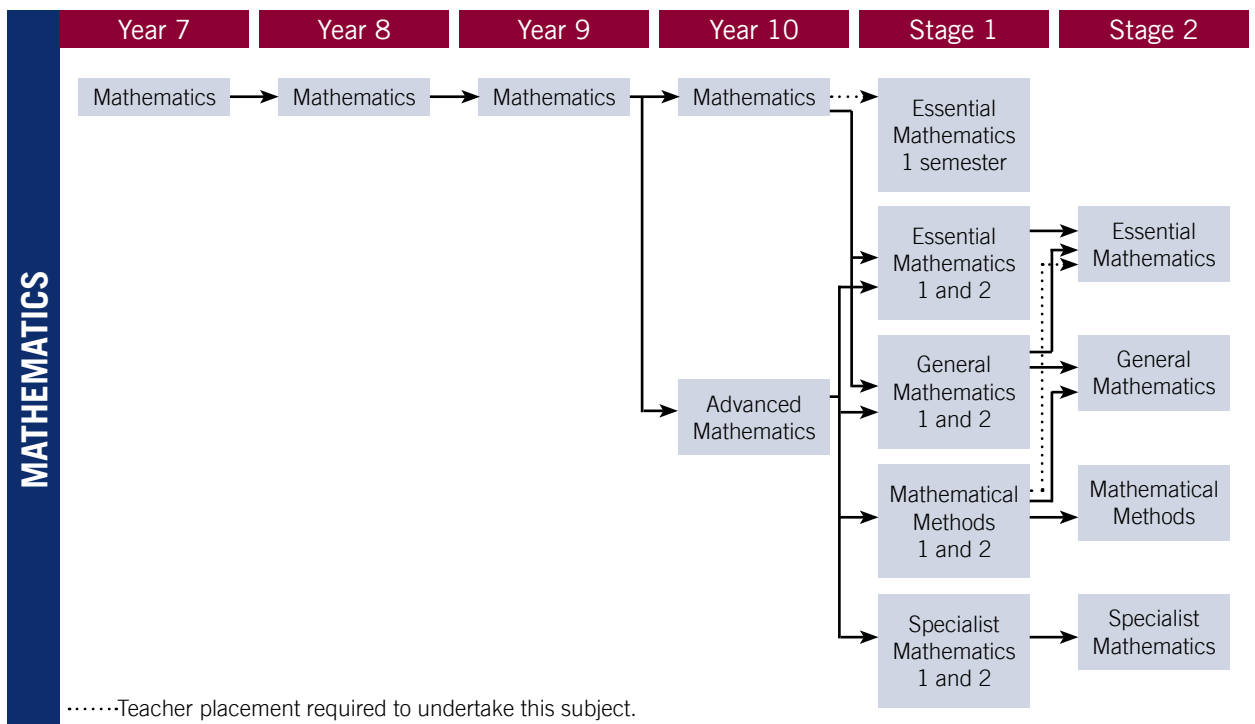 Year 7
Year 8
Year 9
Year 10
Stage 1
Stage 2
MATHEMATICS
Mathematics
Mathematics
Mathematics
Mathematics
Essential
Mathematics
1 semester
Essential
Mathematics
1 and 2
Essential
Mathematics
Advanced
Mathematics
General
Mathematics
1 and 2
General
Mathematics
Mathematical
Methods
1 and 2
Mathematical
Methods
Specialist
Mathematics
1 and 2
Specialist
Mathematics
Teacher placement required to undertake this subject.